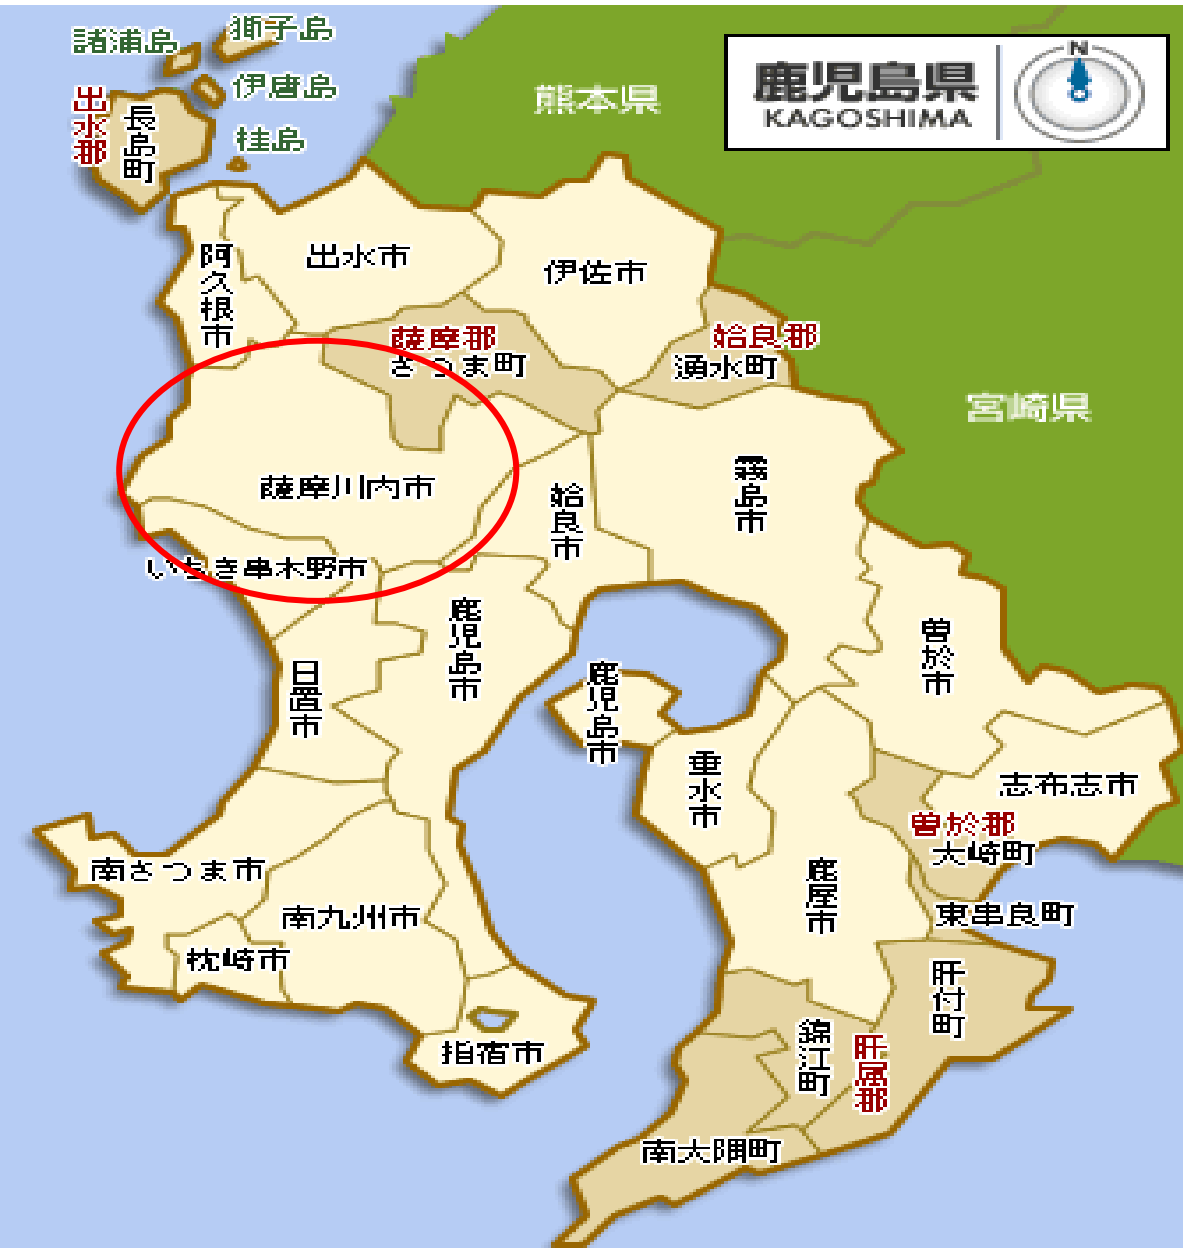 諸浦島
獅子島
伊唐島
桂島
出水郡
長島町
熊本県
鹿児島県
KAGOSHIMA
N
阿久根市
出水市
伊佐市
薩摩郡
さつま町
姶良郡
湧水町
宮崎県
薩摩川内市
いちき串木野市
姶良市
霧島市
鹿児島市
日置市
鹿児島市
曽於市
垂水市
志布志市
曽於郡
大崎町
南さつま市
南九州市
枕崎市
鹿屋市
東串良町
肝付町
指宿市
錦江町
肝属郡
南大隅町